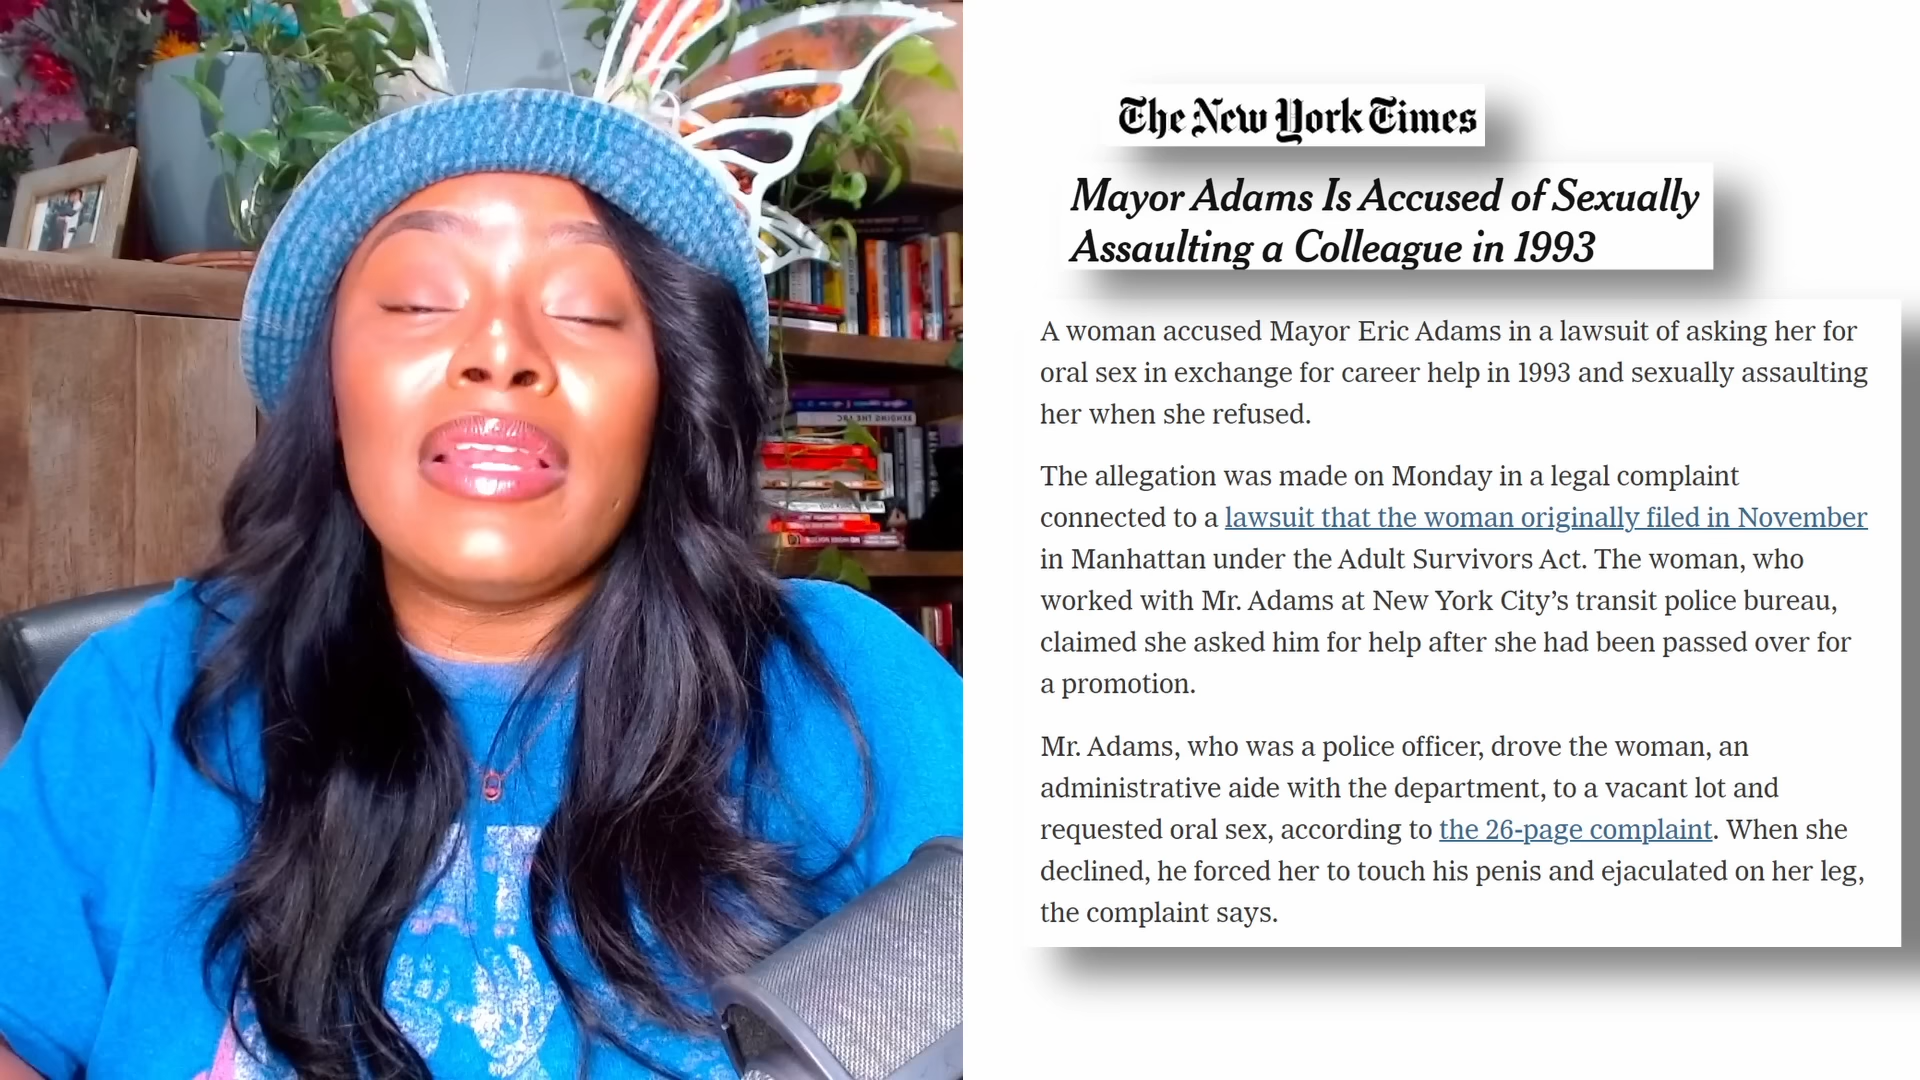 The New York Times
Mayor Adams Is Accused of Sexually
Assaulting a Colleague in 1993
A woman accused Mayor Eric Adams in a lawsuit of asking her for
oral sex in exchange for career help in 1993 and sexually assaulting
her when she refused.
The allegation was made on Monday in a legal complaint
connected to a lawsuit that the woman originally filed in November
in Manhattan under the Adult Survivors Act. The woman, who
worked with Mr. Adams at New York City’s transit police bureau,
claimed she asked him for help after she had been passed over for
a promotion.
Mr. Adams, who was a police officer, drove the woman, an
administrative aide with the department, to a vacant lot and
requested oral sex, according to the 26-page complaint. When she
declined, he forced her to touch his penis and ejaculated on her leg,
the complaint says.
BENDING THE ARC